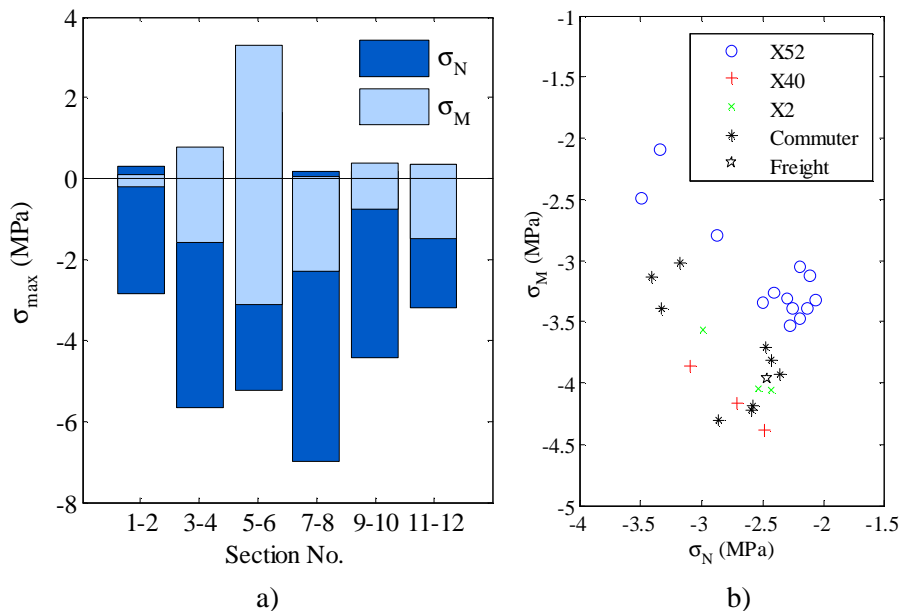 4
2
0
-2
-4
-6
-8
σmax (MPa)
σN
σM
1-2 3-4 5-6 7-8 9-10 11-12
Section No.
a)
-1
-1.5
-2
-2.5
-3
-3.5
-4
-4.5
-5
σM (MPa)
X52
X40
X2
Commuter
Freight
-4 -3.5 -3 -2.5 -2 -1.5
σN (MPa)
b)